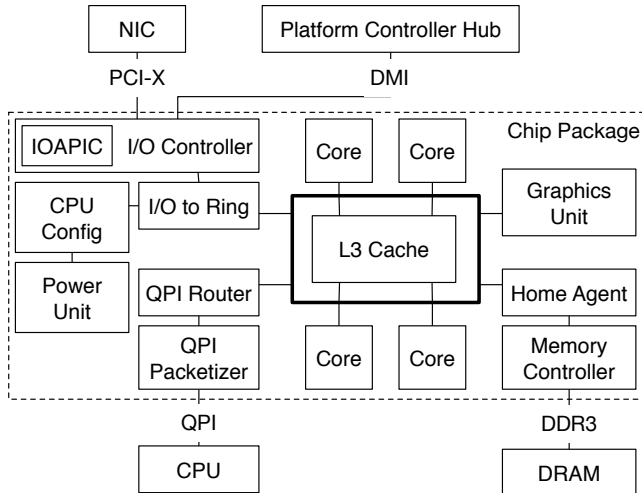 NIC
Platform Controller Hub
PCI-X
DMI
Chip Package
IOAPIC
I/O Controller
Core
Core
CPU
Config
I/O to Ring
Graphics
Unit
L3 Cache
Power
Unit
QPI Router
Home Agent
QPI
Packetizer
Core
Core
Memory
Controller
QPI
DDR3
CPU
DRAM